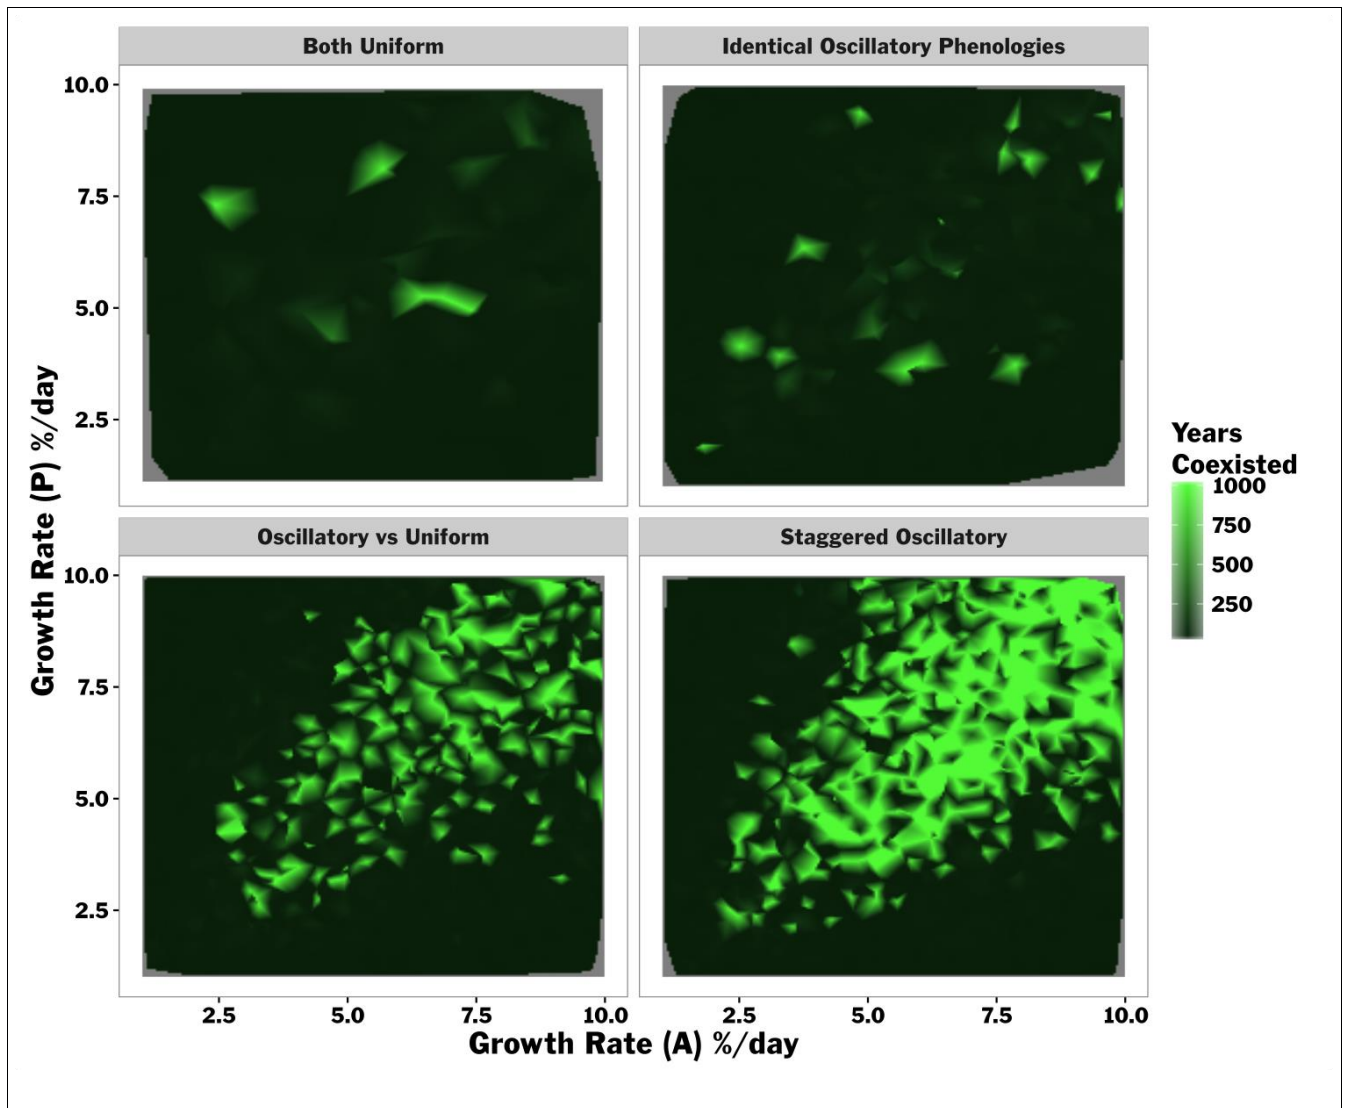 Both Uniform
Identical Oscillatory Phenologies
10.0
7.5
5.0
2.5
Oscillatory vs Uniform
Staggered Oscillatory
10.0
7.5
5.0
2.5
Growth Rate (P) %/day
2.5 5.0 7.5 10.0
2.5 5.0 7.5 10.0
Growth Rate (A) %/day
Years
Coexisted
1000
750
500
250